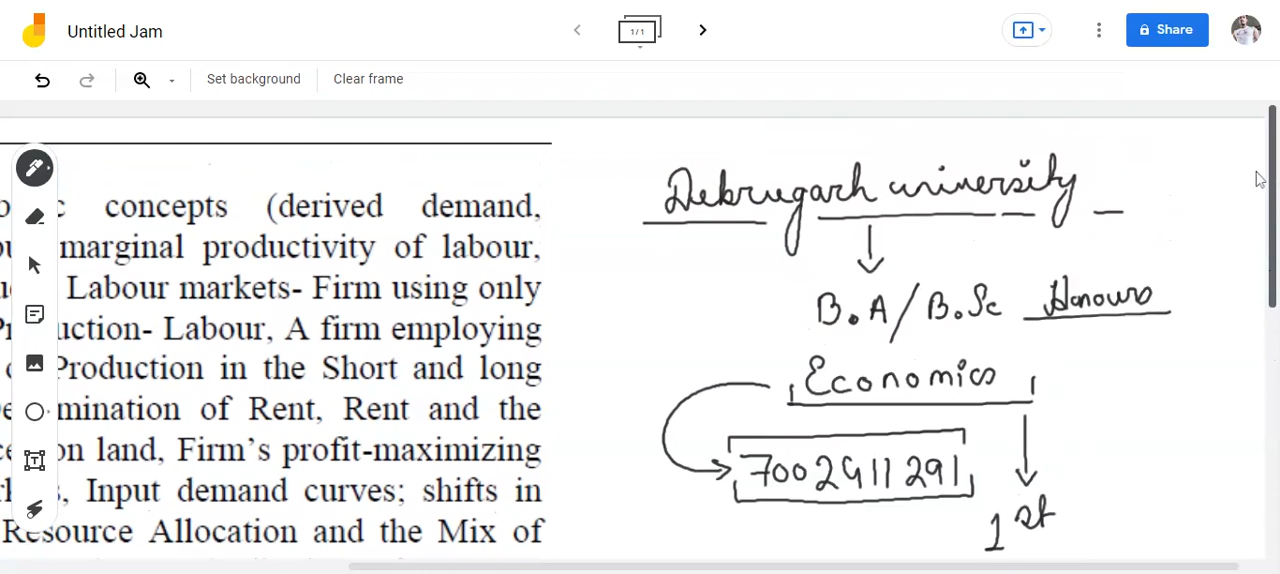 Untitled Jam
1/1
Share
Set background
Clear frame
concepts (derived demand,
marginal productivity of labour,
Labour markets- Firm using only
uction- Labour, A firm employing
Production in the Short and long
mination of Rent, Rent and the
on land, Firm's profit-maximizing
, Input demand curves; shifts in
Resource Allocation and the Mix of
Debrugarh university
B.A/B.Sc Honours
Economics
7002911291
1st